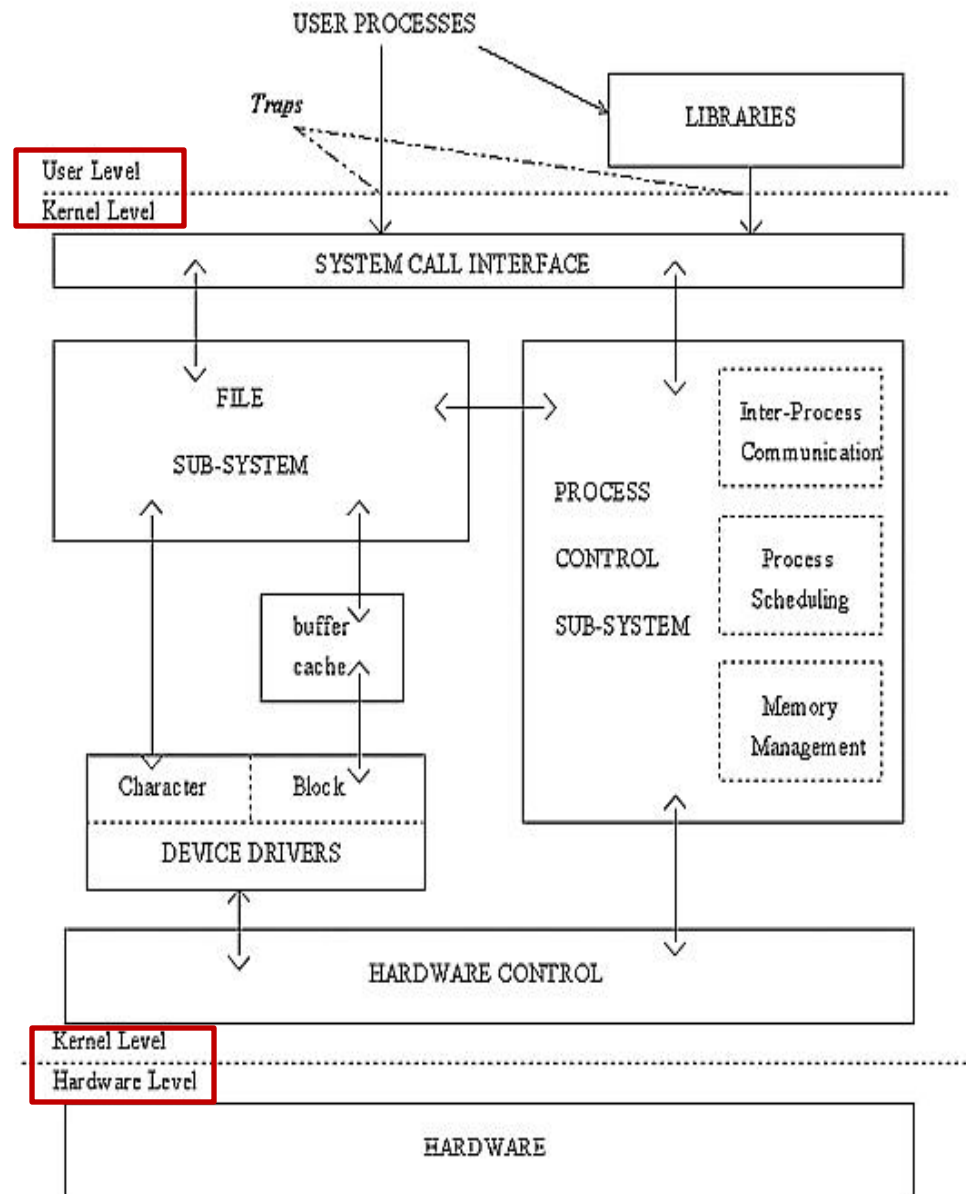 USER PROCESSES
Traps
LIBRARIES
User Level
Kernel Level
SYSTEM CALL INTERFACE
FILE
SUB-SYSTEM
PROCESS
CONTROL
SUB-SYSTEM
Inter-Process
Communication
Process
Scheduling
Memory
Management
buffer
cache
Character
Block
DEVICE DRIVERS
HARDWARE CONTROL
Kernel Level
Hardware Level
HARDWARE